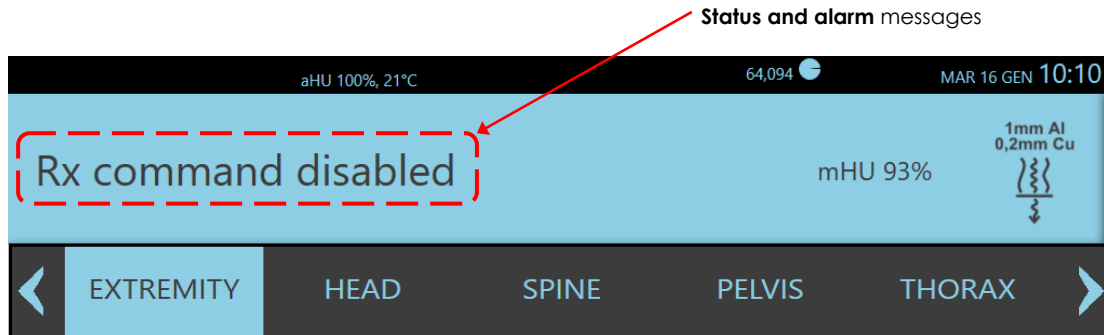 Status and alarm messages
aHU 100%, 21°C 64,094 MAR 16 GEN 10:10
1mm Al
0,2mm Cu
Rx command disabled mHU 93%
EXTREMITY HEAD SPINE PELVIS THORAX